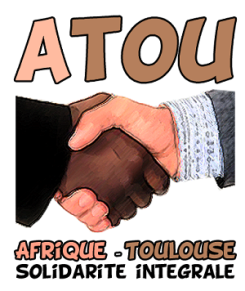 ATOU
AFRIQUE - TOULOUSE
SOLIDARITE INTEGRALE